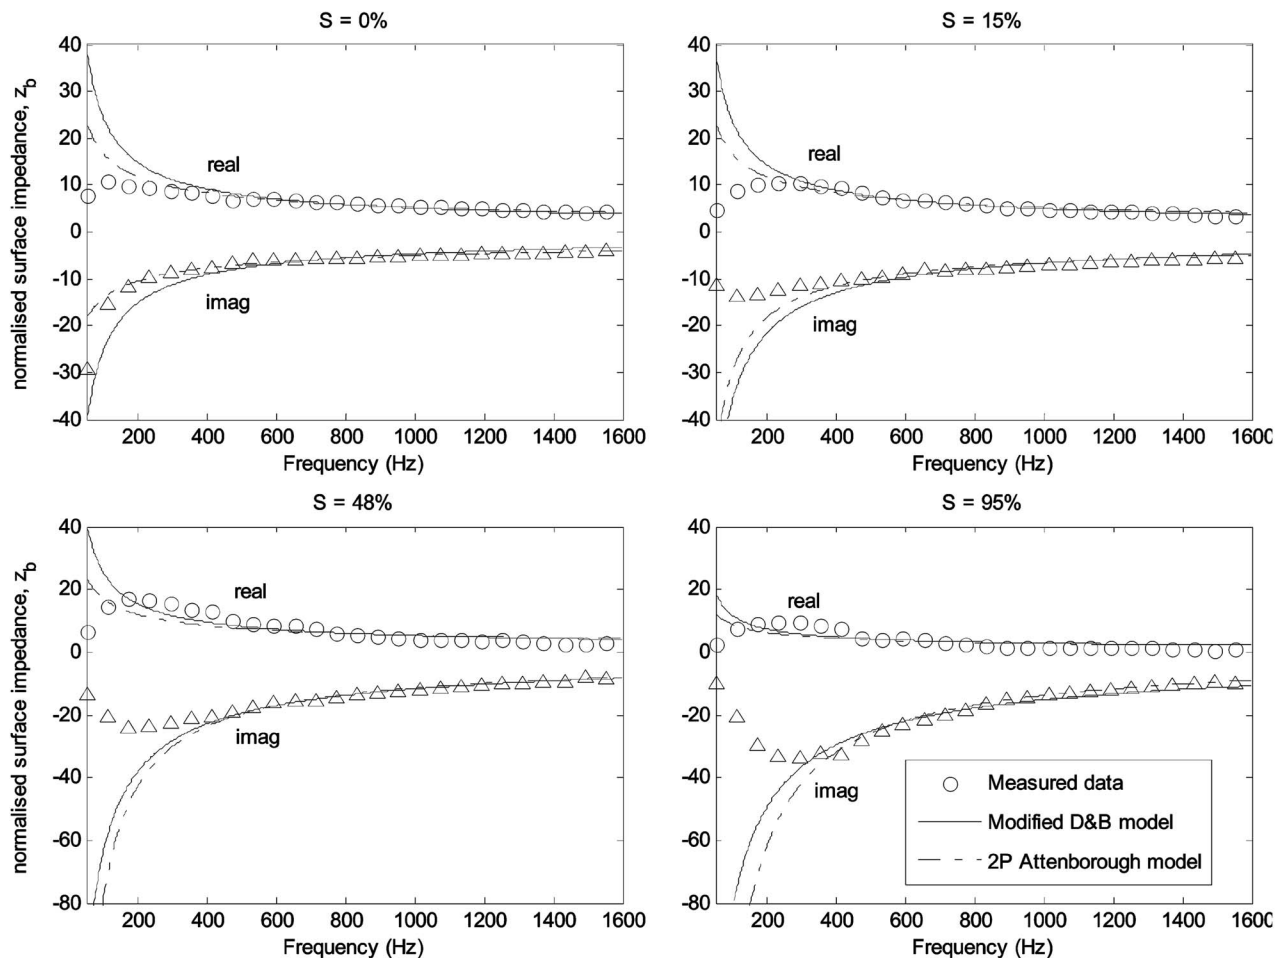 S = 0%
40
30
20
10
0
-10
-20
-30
-40
normalised surface impedance, z_b
real
imag
200 400 600 800 1000 1200 1400 1600
Frequency (Hz)
S = 15%
40
30
20
10
0
-10
-20
-30
-40
real
imag
200 400 600 800 1000 1200 1400 1600
Frequency (Hz)
S = 48%
40
20
0
-20
-40
-60
-80
normalised surface impedance, z_b
real
imag
200 400 600 800 1000 1200 1400 1600
Frequency (Hz)
S = 95%
40
20
0
-20
-40
-60
-80
real
imag
Measured data
Modified D&B model
2P Attenborough model
200 400 600 800 1000 1200 1400 1600
Frequency (Hz)